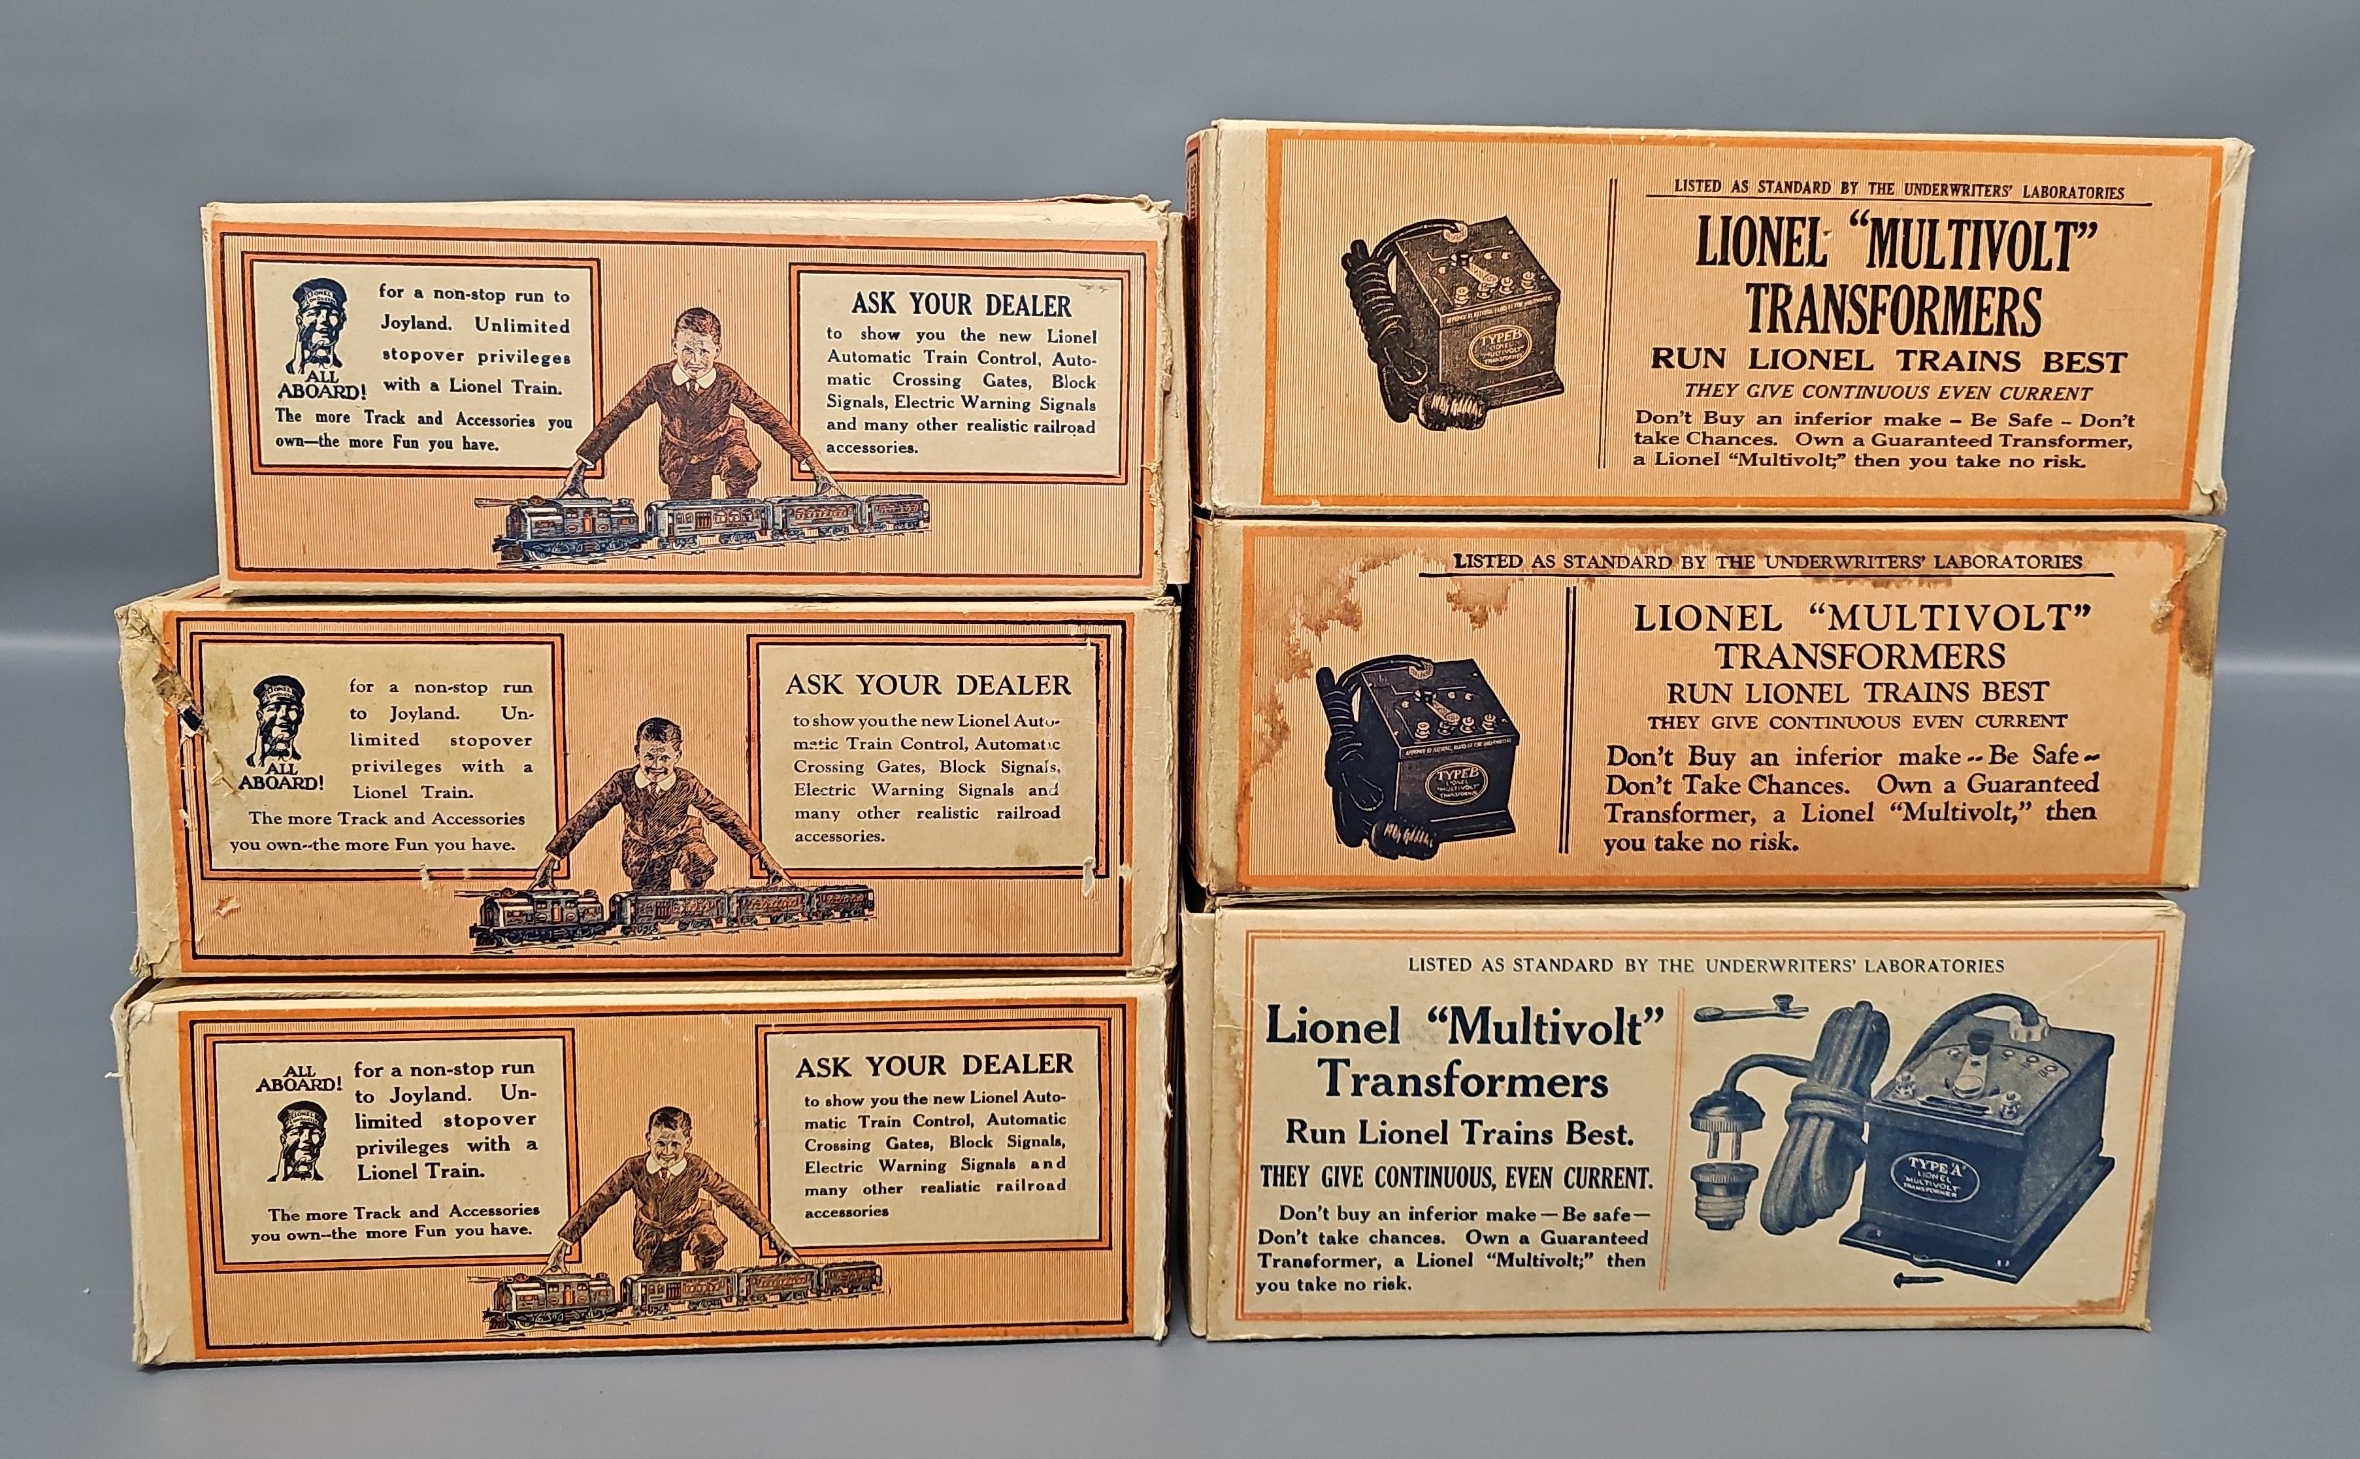 LIONEL
CONDUCTOR
ALL
ABOARD!
for a non-stop run to
Joyland. Unlimited
stopover privileges
with a Lionel Train.
The more Track and Accessories you
own—the more Fun you have.
ASK YOUR DEALER
to show you the new Lionel
Automatic Train Control, Auto-
matic Crossing Gates, Block
Signals, Electric Warning Signals
and many other realistic railroad
accessories.
LIONEL
CONDUCTOR
ALL
ABOARD!
for a non-stop run
to Joyland. Un-
limited stopover
privileges with a
Lionel Train.
The more Track and Accessories
you own--the more Fun you have.
ASK YOUR DEALER
to show you the new Lionel Auto-
matic Train Control, Automatic
Crossing Gates, Block Signals,
Electric Warning Signals and
many other realistic railroad
accessories.
ALL
ABOARD!
LIONEL
for a non-stop run
to Joyland. Un-
limited stopover
privileges with a
Lionel Train.
The more Track and Accessories
you own--the more Fun you have.
ASK YOUR DEALER
to show you the new Lionel Auto-
matic Train Control, Automatic
Crossing Gates, Block Signals,
Electric Warning Signals and
many other realistic railroad
accessories
LISTED AS STANDARD BY THE UNDERWRITERS' LABORATORIES
LIONEL "MULTIVOLT"
TRANSFORMERS
RUN LIONEL TRAINS BEST
THEY GIVE CONTINUOUS EVEN CURRENT
Don't Buy an inferior make – Be Safe – Don't
take Chances. Own a Guaranteed Transformer,
a Lionel "Multivolt;" then you take no risk.
TYPE B
LIONEL
"MULTIVOLT"
TRANSFORMER
LISTED AS STANDARD BY THE UNDERWRITERS' LABORATORIES
LIONEL "MULTIVOLT"
TRANSFORMERS
RUN LIONEL TRAINS BEST
THEY GIVE CONTINUOUS EVEN CURRENT
Don't Buy an inferior make -- Be Safe --
Don't Take Chances. Own a Guaranteed
Transformer, a Lionel "Multivolt," then
you take no risk.
TYPE B
LIONEL
"MULTIVOLT"
TRANSFORMER
LISTED AS STANDARD BY THE UNDERWRITERS' LABORATORIES
Lionel "Multivolt"
Transformers
Run Lionel Trains Best.
THEY GIVE CONTINUOUS, EVEN CURRENT.
Don't buy an inferior make — Be safe —
Don't take chances. Own a Guaranteed
Transformer, a Lionel "Multivolt;" then
you take no risk.
TYPE "A"
LIONEL
"MULTIVOLT"
TRANSFORMER